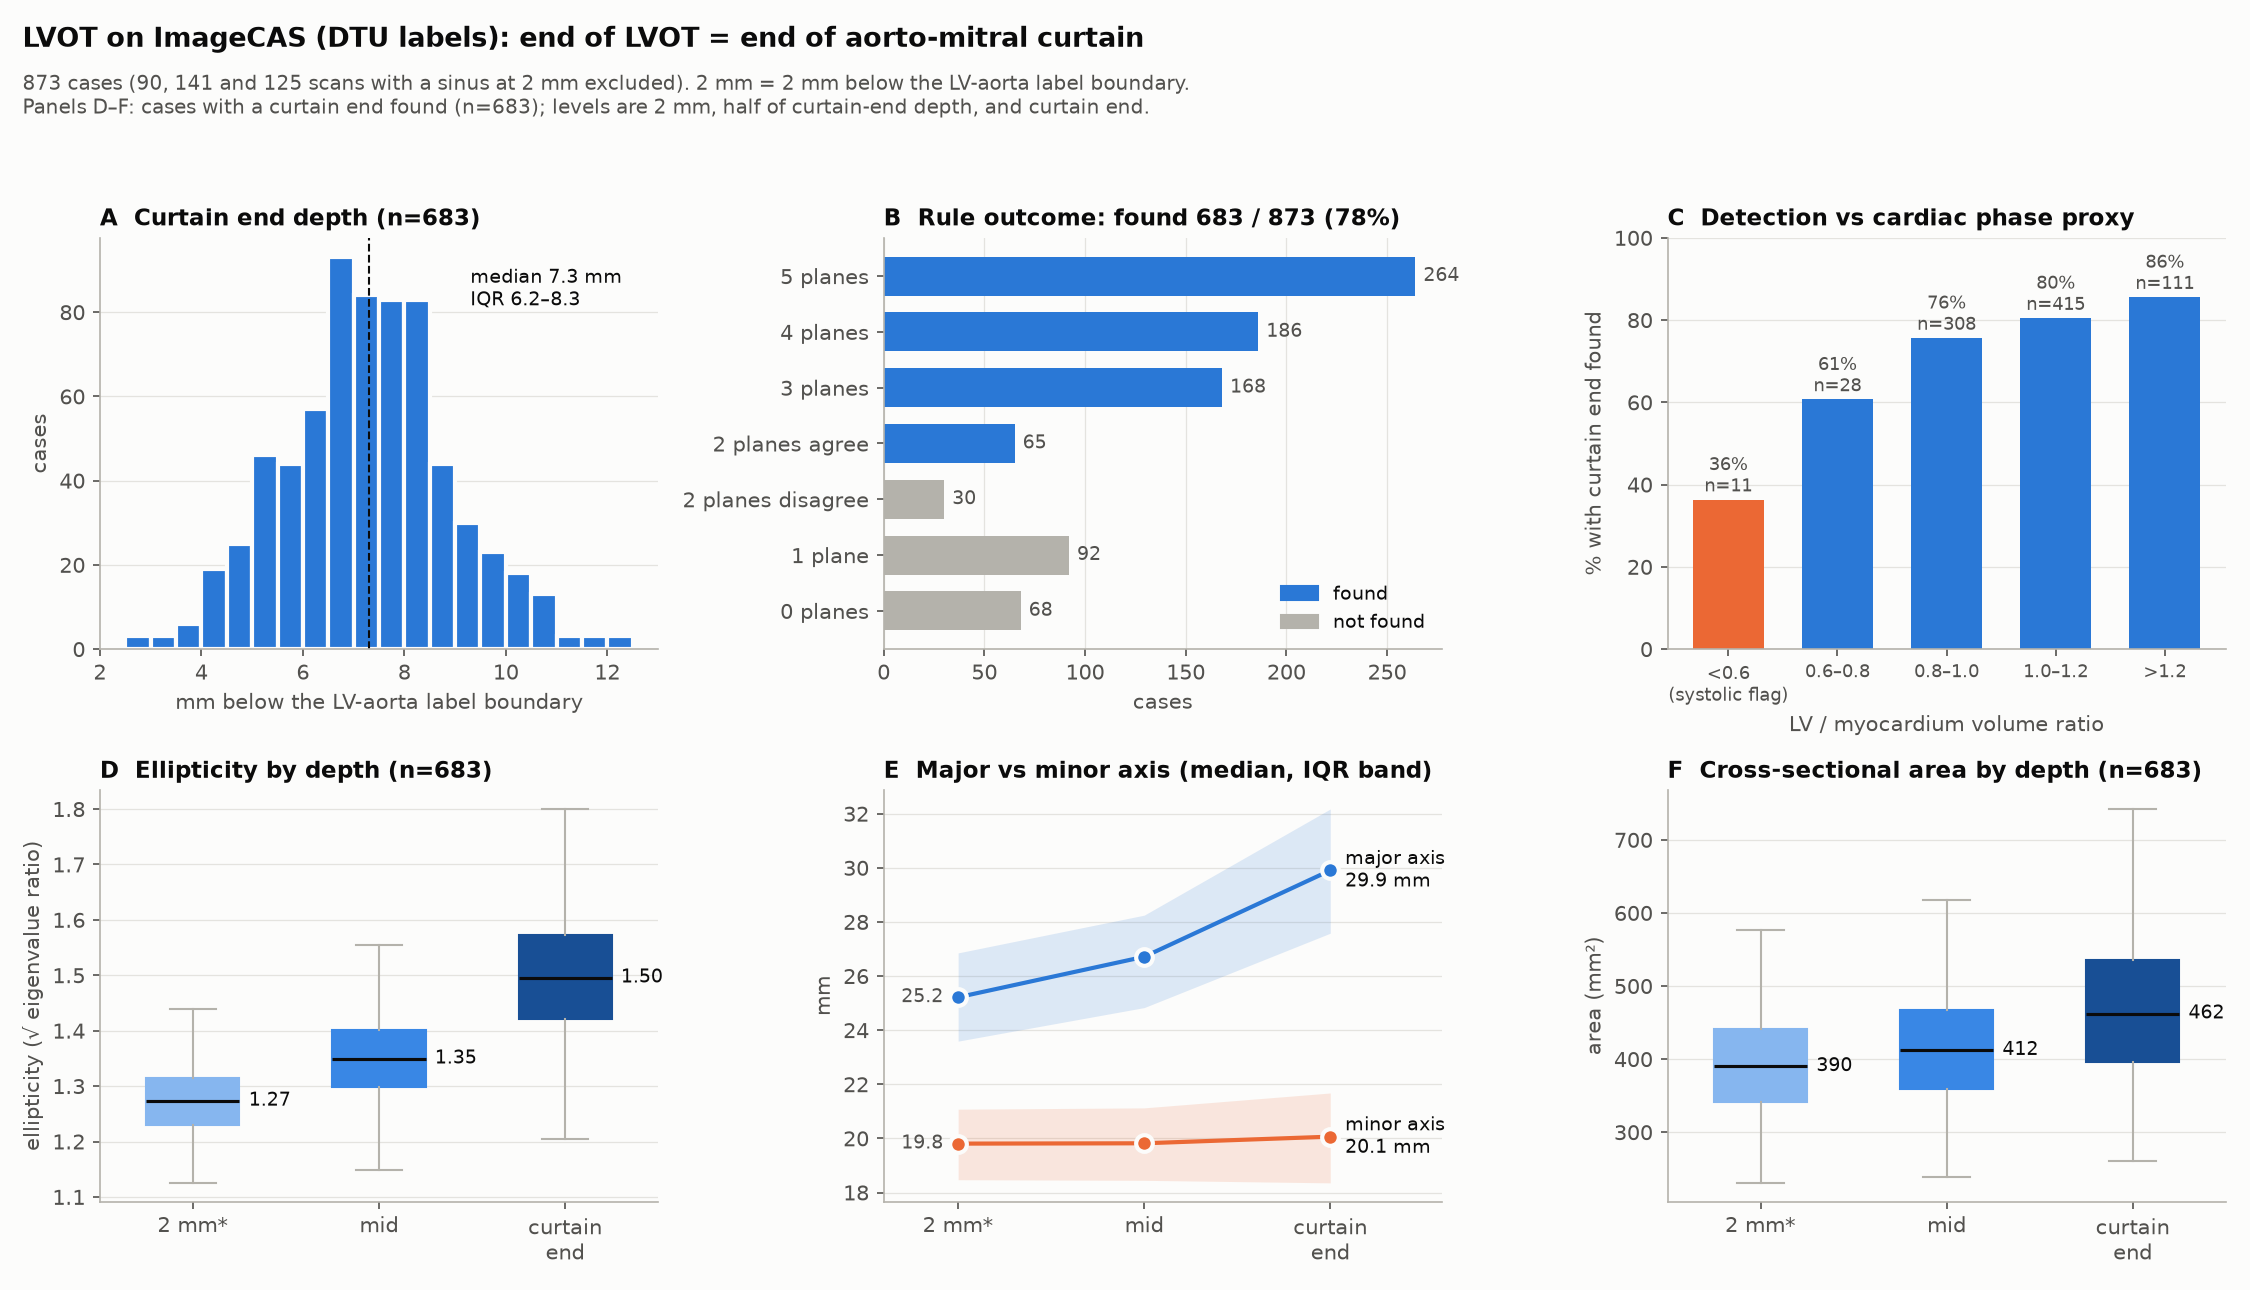 LVOT on ImageCAS (DTU labels): end of LVOT = end of aorto-mitral curtain
873 cases (90, 141 and 125 scans with a sinus at 2 mm excluded). 2 mm = 2 mm below the LV-aorta label boundary.
Panels D–F: cases with a curtain end found (n=683); levels are 2 mm, half of curtain-end depth, and curtain end.
A Curtain end depth (n=683)
median 7.3 mm
IQR 6.2–8.3
cases
80
60
40
20
0
2 4 6 8 10 12
mm below the LV-aorta label boundary
B Rule outcome: found 683 / 873 (78%)
5 planes 264
4 planes 186
3 planes 168
2 planes agree 65
2 planes disagree 30
1 plane 92
0 planes 68
found
not found
0 50 100 150 200 250
cases
C Detection vs cardiac phase proxy
% with curtain end found
100
80
60
40
20
0
36%
n=11
61%
n=28
76%
n=308
80%
n=415
86%
n=111
<0.6 0.6–0.8 0.8–1.0 1.0–1.2 >1.2
(systolic flag)
LV / myocardium volume ratio
D Ellipticity by depth (n=683)
ellipticity (√ eigenvalue ratio)
1.8
1.7
1.6
1.5
1.4
1.3
1.2
1.1
1.27
1.35
1.50
2 mm* mid curtain
end
E Major vs minor axis (median, IQR band)
mm
32
30
28
26
24
22
20
18
25.2
major axis
29.9 mm
19.8
minor axis
20.1 mm
2 mm* mid curtain
end
F Cross-sectional area by depth (n=683)
area (mm²)
700
600
500
400
300
390
412
462
2 mm* mid curtain
end